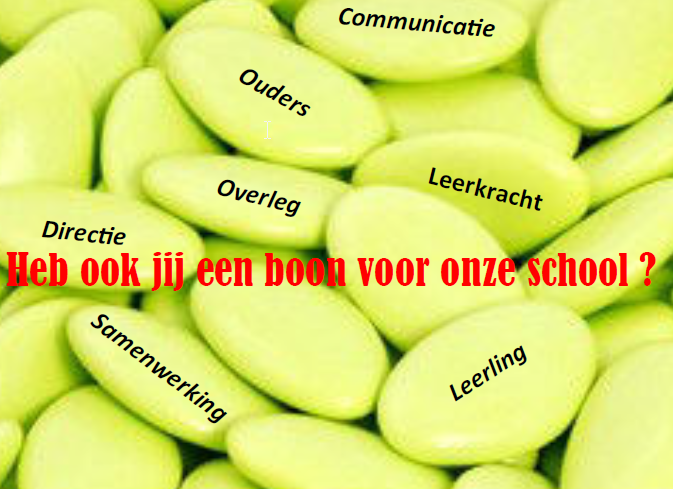 Communicatie
Ouders
Leerkracht
Overleg
Directie
Heb ook jij een boon voor onze school ?
Samenwerking
Leerling